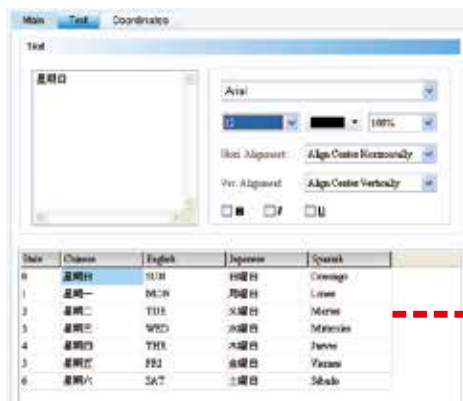 Main Text Coordinates
Text
星期日
Arial
12 100%
Hori. Alignment: Align Center Horizontally
Ver. Alignment: Align Center Vertically
B I U
State Chinese English Japanese Spanish
0 星期日 SUN 日曜日 Domingo
1 星期一 MON 月曜日 Lunes
2 星期二 TUE 火曜日 Martes
3 星期三 WED 水曜日 Miércoles
4 星期四 THR 木曜日 Jueves
5 星期五 FRI 金曜日 Viernes
6 星期六 SAT 土曜日 Sábado